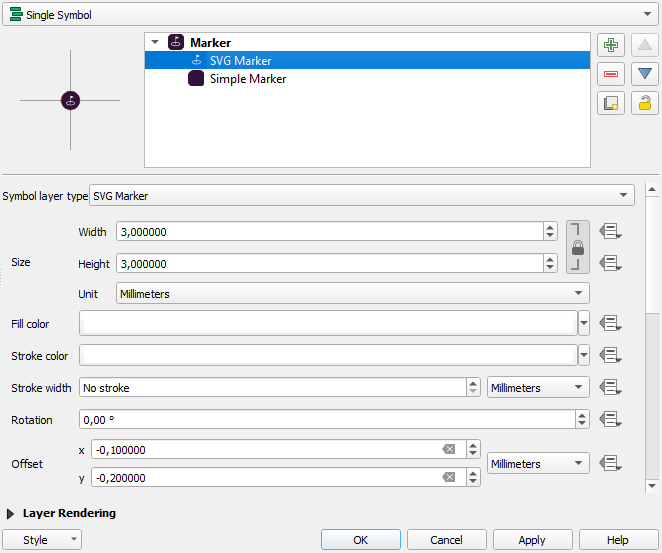 Single Symbol
Marker
SVG Marker
Simple Marker
Symbol layer type SVG Marker
Width 3,000000
Size
Height 3,000000
Unit Millimeters
Fill color
Stroke color
Stroke width No stroke Millimeters
Rotation 0,00 °
x -0,100000
Offset Millimeters
y -0,200000
Layer Rendering
Style OK Cancel Apply Help